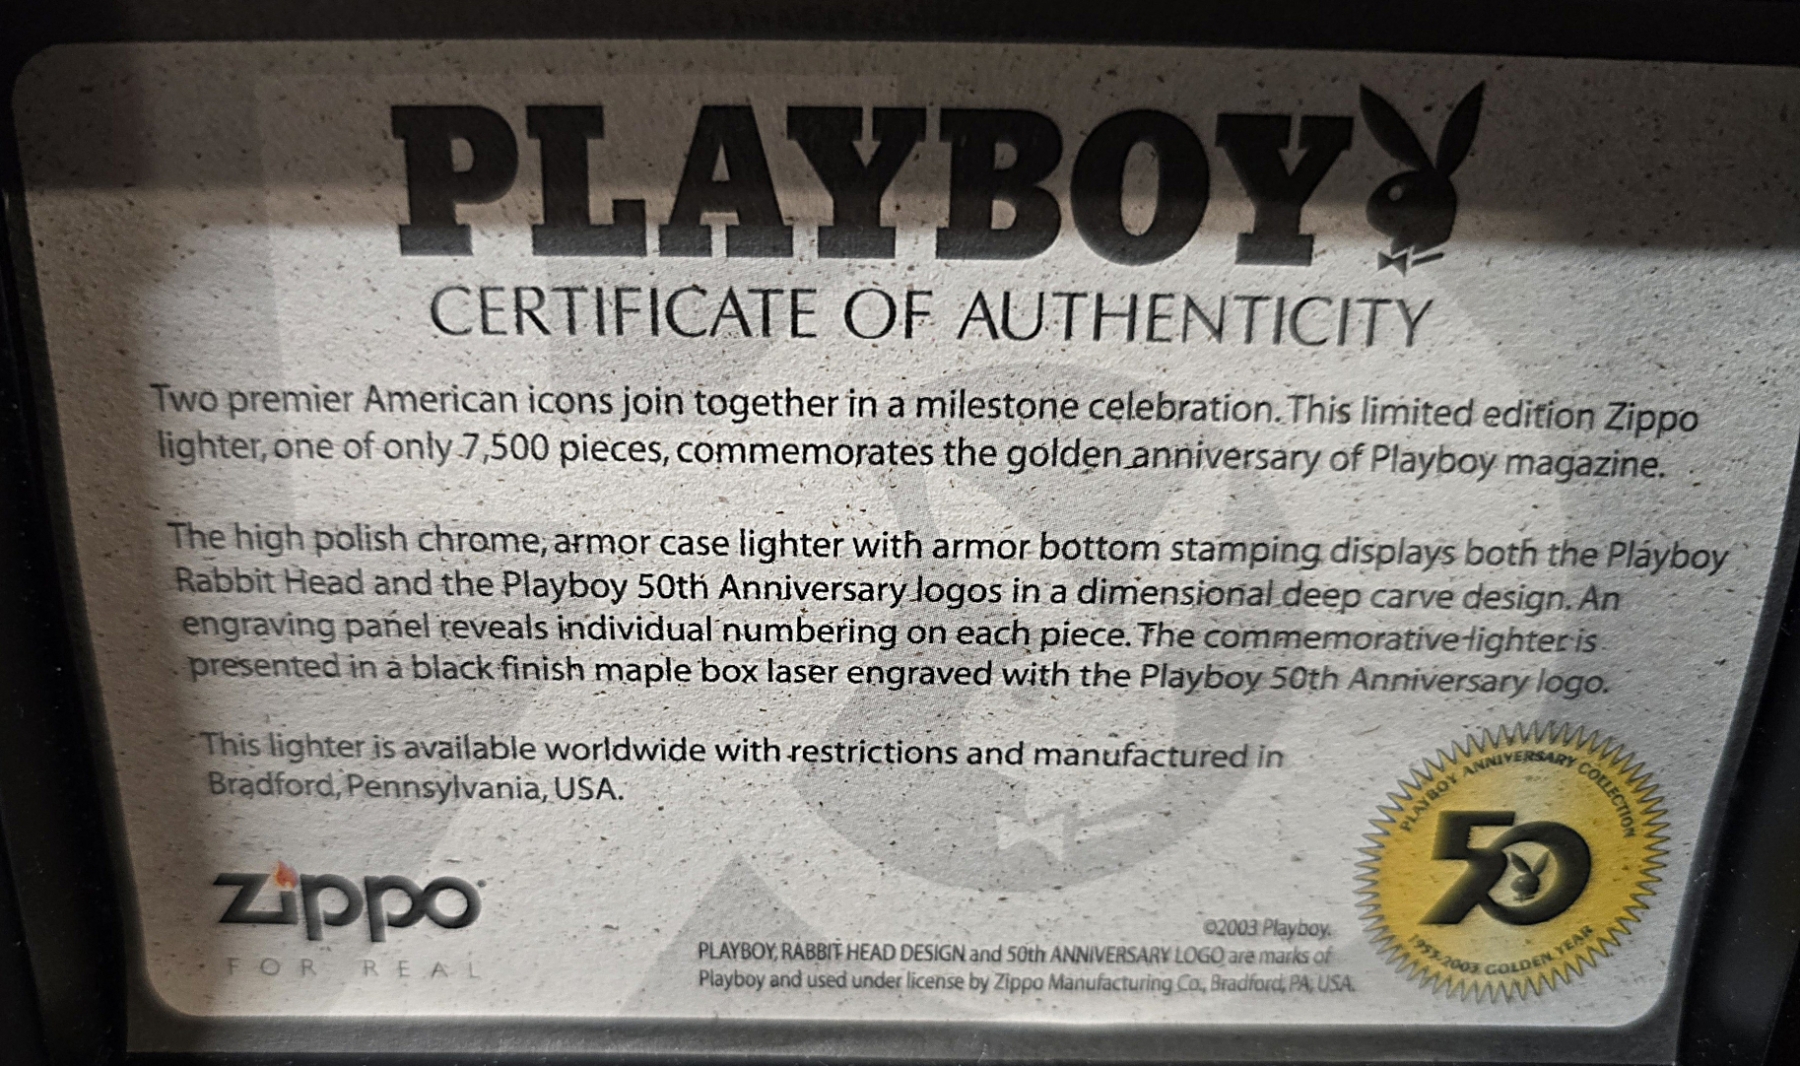 PLAYBOY
CERTIFICATE OF AUTHENTICITY
Two premier American icons join together in a milestone celebration. This limited edition Zippo
lighter, one of only 7,500 pieces, commemorates the golden anniversary of Playboy magazine.
The high polish chrome, armor case lighter with armor bottom stamping displays both the Playboy
Rabbit Head and the Playboy 50th Anniversary logos in a dimensional deep carve design. An
engraving panel reveals individual numbering on each piece. The commemorative lighter is
presented in a black finish maple box laser engraved with the Playboy 50th Anniversary logo.
This lighter is available worldwide with restrictions and manufactured in
Bradford, Pennsylvania, USA.
PLAYBOY ANNIVERSARY COLLECTION
50
1953-2003 GOLDEN YEAR
zippo
FOR REAL
©2003 Playboy.
PLAYBOY, RABBIT HEAD DESIGN and 50th ANNIVERSARY LOGO are marks of
Playboy and used under license by Zippo Manufacturing Co., Bradford, PA, USA.